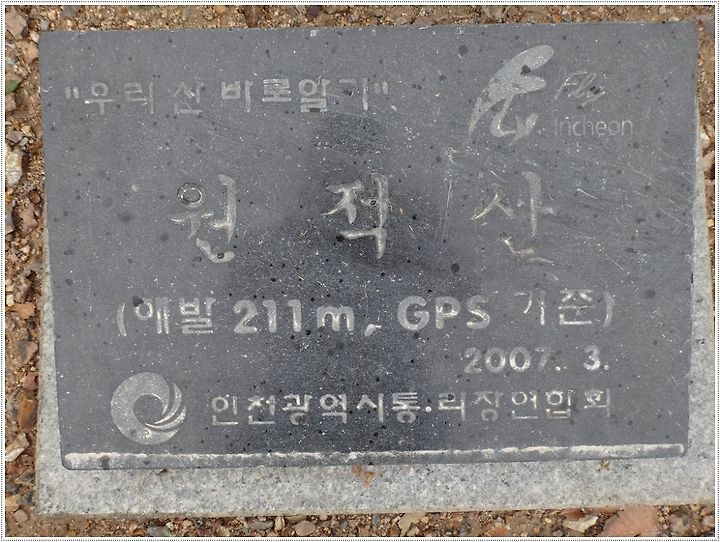 "우리 산 바로알기"
Fly
Incheon
원적산
(해발 211m, GPS 기준)
2007. 3.
인천광역시통·리장연합회